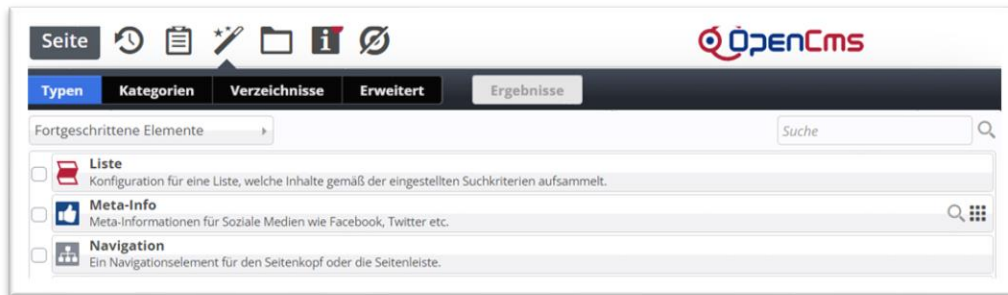 Seite
OpenCms
Typen Kategorien Verzeichnisse Erweitert Ergebnisse
Fortgeschrittene Elemente Suche
Liste
Konfiguration für eine Liste, welche Inhalte gemäß der eingestellten Suchkriterien aufsammelt.
Meta-Info
Meta-Informationen für Soziale Medien wie Facebook, Twitter etc.
Navigation
Ein Navigationselement für den Seitenkopf oder die Seitenleiste.